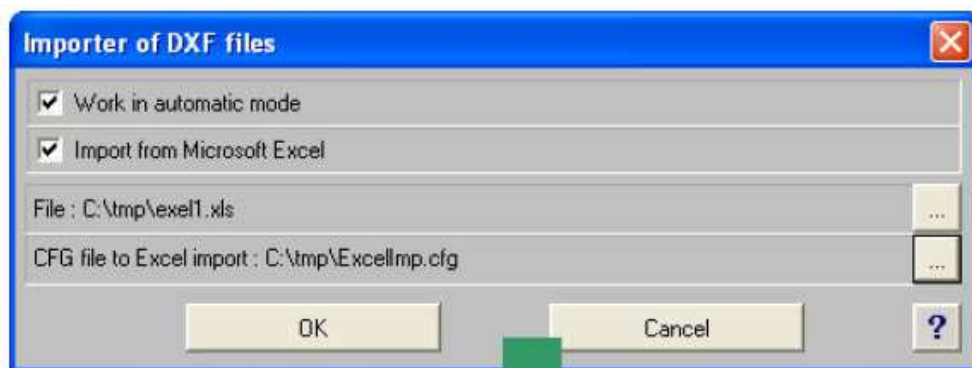 Importer of DXF files
Work in automatic mode
Import from Microsoft Excel
File : C:\tmp\exel1.xls
...
CFG file to Excel import : C:\tmp\ExcelImp.cfg
...
OK
Cancel
?